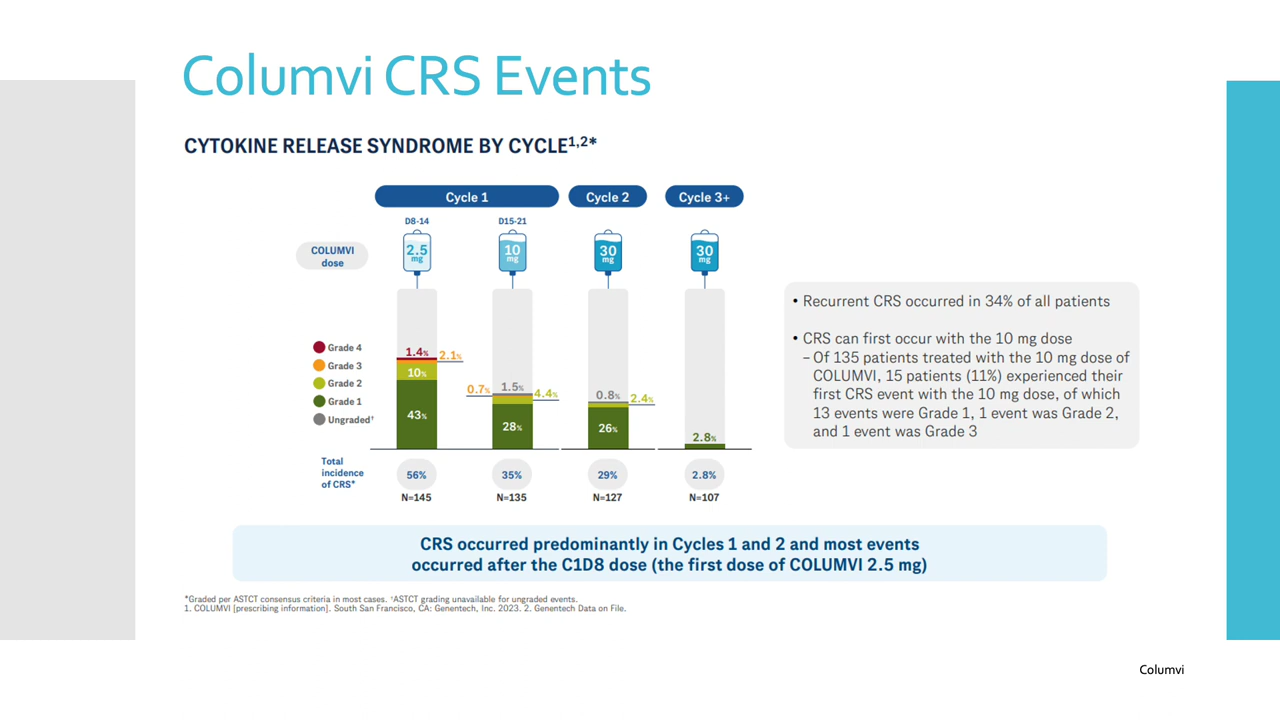 Columvi CRS Events
CYTOKINE RELEASE SYNDROME BY CYCLE1,2*
Cycle 1
Cycle 2
Cycle 3+
D8-14
D15-21
COLUMVI
dose
2.5
mg
10
mg
30
mg
30
mg
Grade 4
Grade 3
Grade 2
Grade 1
Ungraded†
1.4%
2.1%
10%
43%
0.7%
1.5%
4.4%
28%
0.8%
2.4%
26%
2.8%
Total
incidence
of CRS*
56%
35%
29%
2.8%
N=145
N=135
N=127
N=107
• Recurrent CRS occurred in 34% of all patients
• CRS can first occur with the 10 mg dose
– Of 135 patients treated with the 10 mg dose of
COLUMVI, 15 patients (11%) experienced their
first CRS event with the 10 mg dose, of which
13 events were Grade 1, 1 event was Grade 2,
and 1 event was Grade 3
CRS occurred predominantly in Cycles 1 and 2 and most events
occurred after the C1D8 dose (the first dose of COLUMVI 2.5 mg)
*Graded per ASTCT consensus criteria in most cases. †ASTCT grading unavailable for ungraded events.
1. COLUMVI [prescribing information]. South San Francisco, CA: Genentech, Inc. 2023. 2. Genentech Data on File.
Columvi